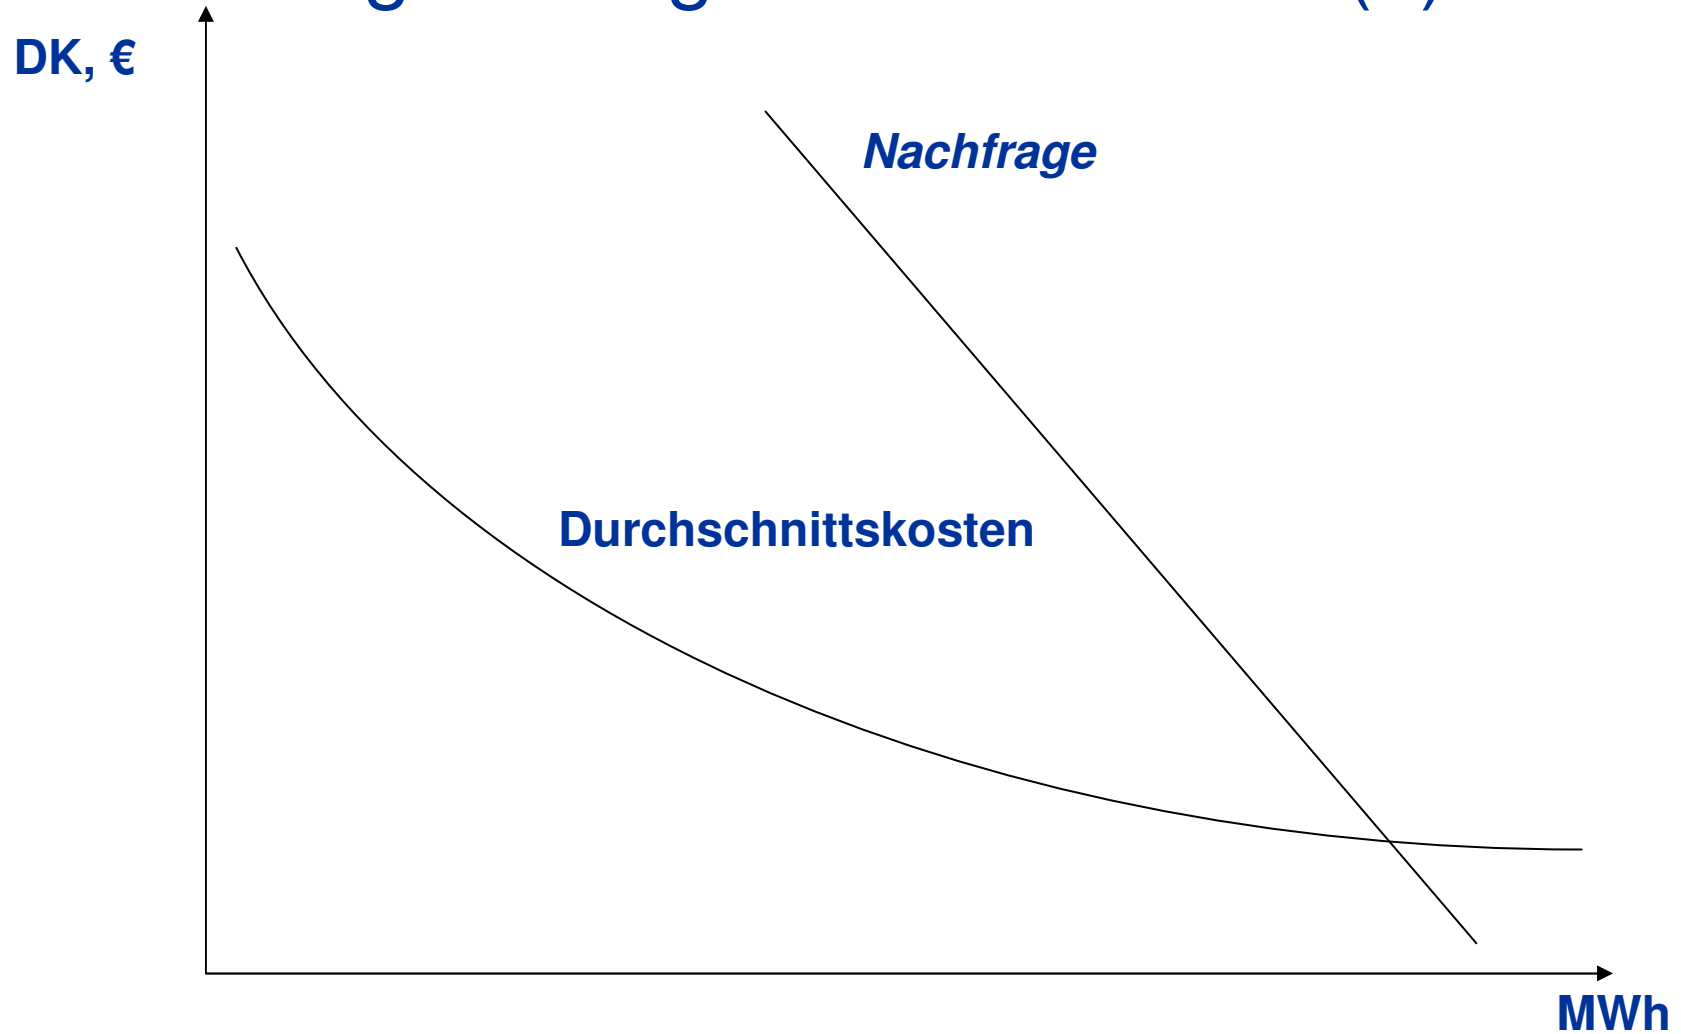 DK, €
Nachfrage
Durchschnittskosten
MWh